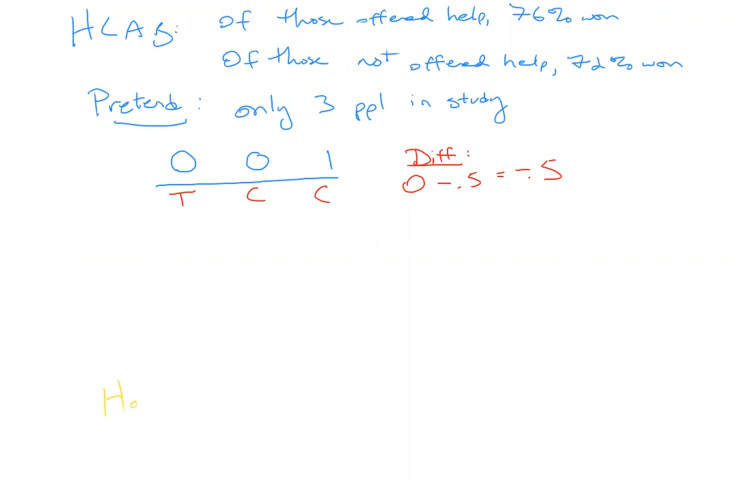 HLAB: Of those offered help, 76% won
Of those not offered help, 72% won
Pretend: only 3 ppl in study
0 0 1
T C C
Diff:
0 - .5 = -.5
Ho